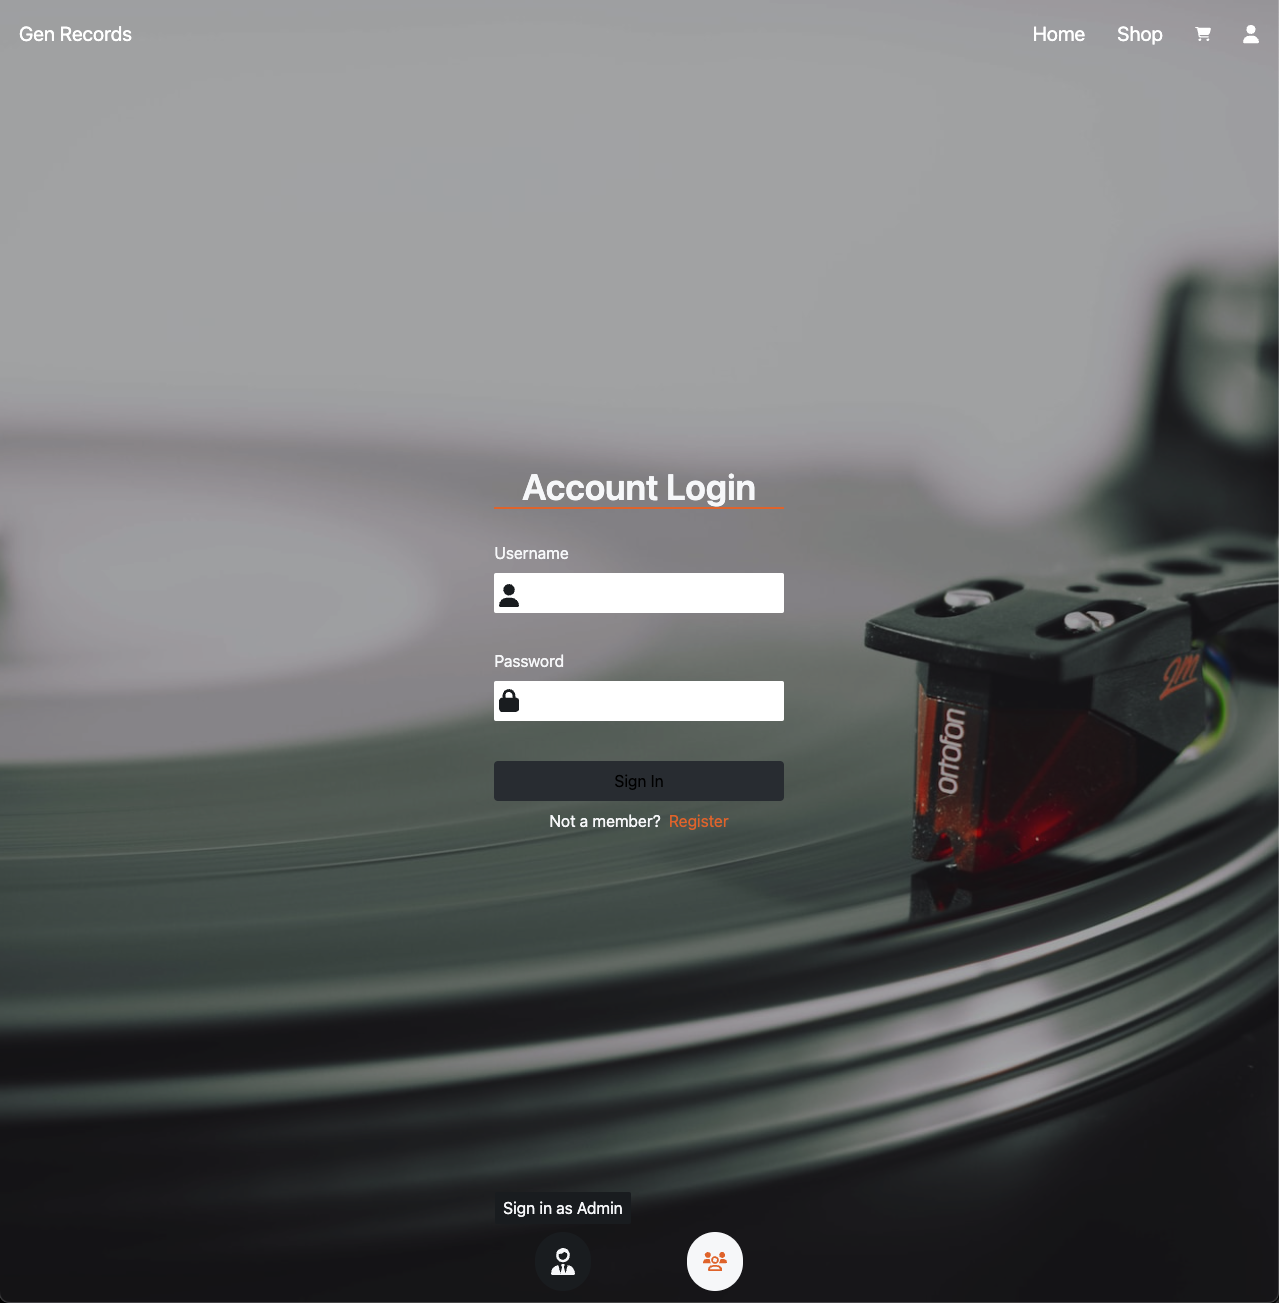 Gen Records
Home
Shop
Account Login
Username
Password
ortofon
2M
Sign In
Not a member? Register
Sign in as Admin